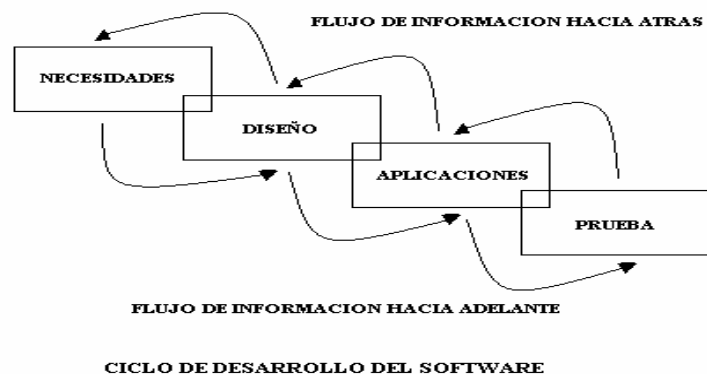 FLUJO DE INFORMACION HACIA ATRAS
NECESIDADES
DISEÑO
APLICACIONES
PRUEBA
FLUJO DE INFORMACION HACIA ADELANTE
CICLO DE DESARROLLO DEL SOFTWARE